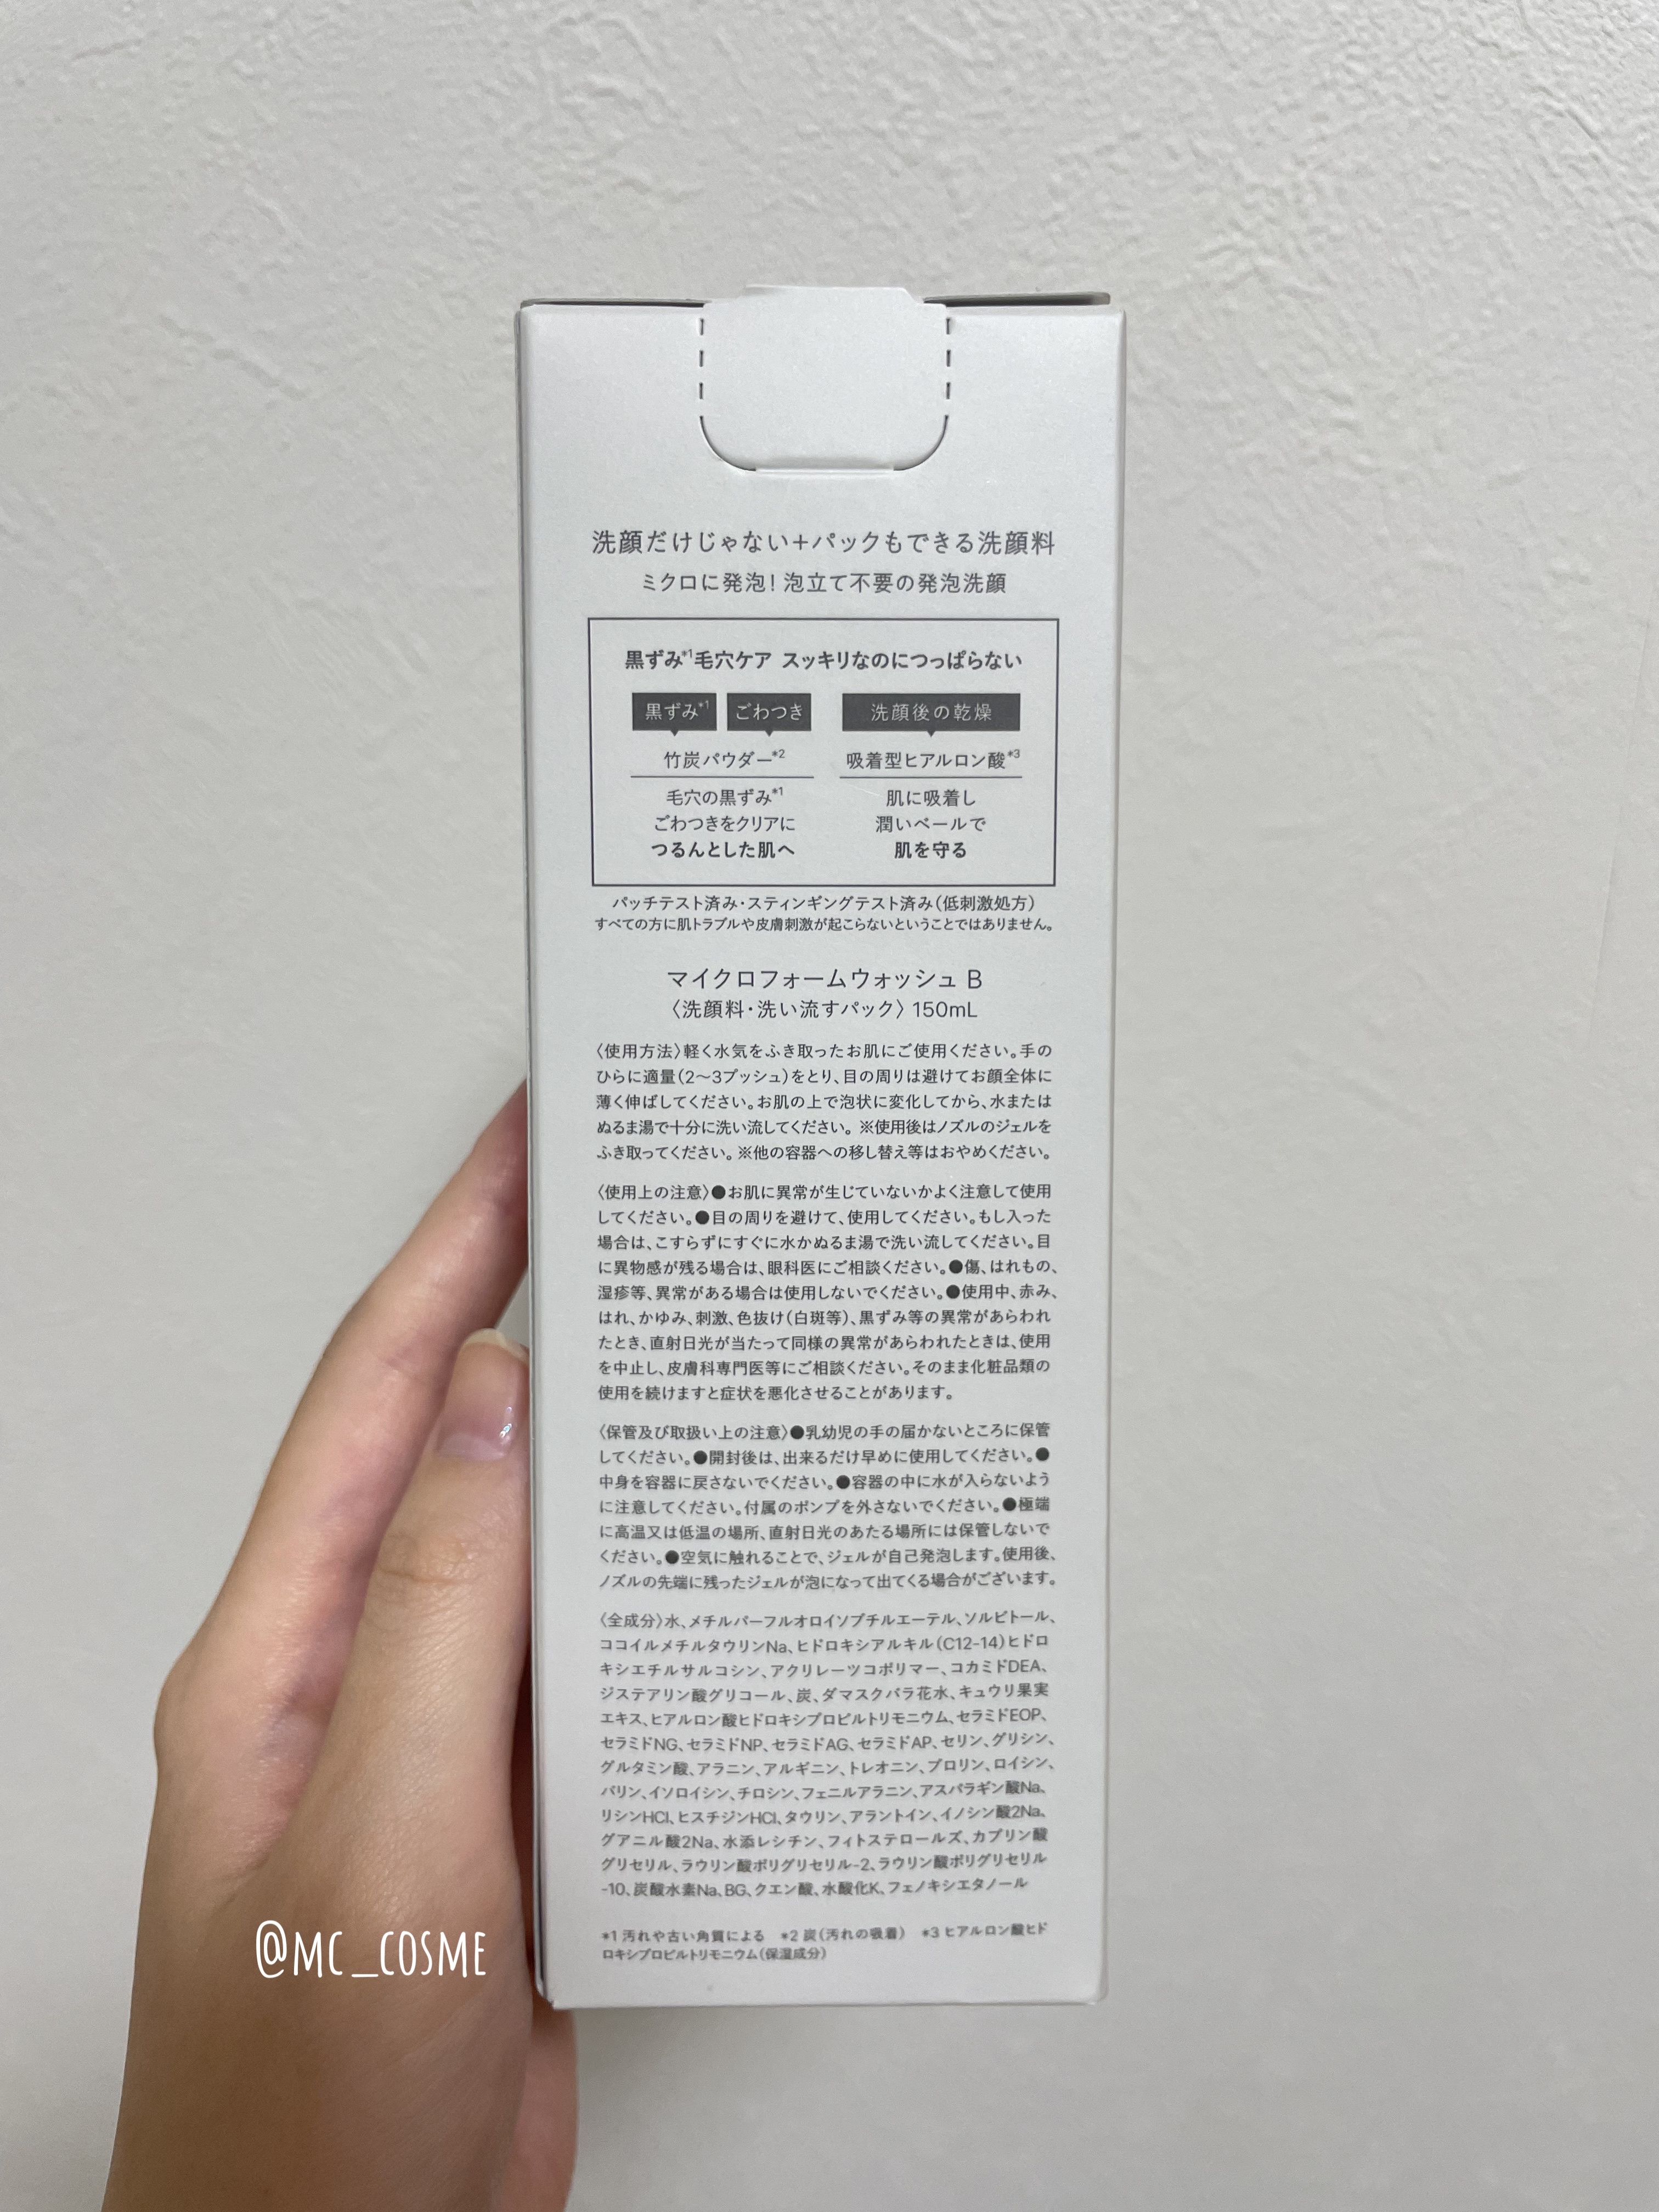 洗顔だけじゃない+パックもできる洗顔料
ミクロに発泡！泡立て不要の発泡洗顔
黒ずみ*1毛穴ケア スッキリなのにつっぱらない
黒ずみ*1 ごわつき
竹炭パウダー*2
毛穴の黒ずみ*1
ごわつきをクリアに
つるんとした肌へ
洗顔後の乾燥
吸着型ヒアルロン酸*3
肌に吸着し
潤いベールで
肌を守る
パッチテスト済み・スティンギングテスト済み(低刺激処方)
すべての方に肌トラブルや皮膚刺激が起こらないということではありません。
マイクロフォームウォッシュ B
〈洗顔料・洗い流すパック〉150mL
〈使用方法〉軽く水気をふき取ったお肌にご使用ください。手の
ひらに適量(2〜3プッシュ)をとり、目の周りは避けてお顔全体に
薄く伸ばしてください。お肌の上で泡状に変化してから、水または
ぬるま湯で十分に洗い流してください。※使用後はノズルのジェルを
ふき取ってください。※他の容器への移し替え等はおやめください。
〈使用上の注意〉●お肌に異常が生じていないかよく注意して使用
してください。●目の周りを避けて、使用してください。もし入った
場合は、こすらずにすぐに水かぬるま湯で洗い流してください。目
に異物感が残る場合は、眼科医にご相談ください。●傷、はれもの、
湿疹等、異常がある場合は使用しないでください。●使用中、赤み、
はれ、かゆみ、刺激、色抜け(白斑等)、黒ずみ等の異常があらわれ
たとき、直射日光が当たって同様の異常があらわれたときは、使用
を中止し、皮膚科専門医等にご相談ください。そのまま化粧品類の
使用を続けますと症状を悪化させることがあります。
〈保管及び取扱い上の注意〉●乳幼児の手の届かないところに保管
してください。●開封後は、出来るだけ早めに使用してください。●
中身を容器に戻さないでください。●容器の中に水が入らないよう
に注意してください。付属のポンプを外さないでください。●極端
に高温又は低温の場所、直射日光のあたる場所には保管しないで
ください。●空気に触れることで、ジェルが自己発泡します。使用後、
ノズルの先端に残ったジェルが泡になって出てくる場合がございます。
〈全成分〉水、メチルパーフルオロイソブチルエーテル、ソルビトール、
ココイルメチルタウリンNa、ヒドロキシアルキル(C12-14)ヒドロ
キシエチルサルコシン、アクリレーツコポリマー、コカミドDEA、
ジステアリン酸グリコール、炭、ダマスクバラ花水、キュウリ果実
エキス、ヒアルロン酸ヒドロキシプロピルトリモニウム、セラミドEOP、
セラミドNG、セラミドNP、セラミドAG、セラミドAP、セリン、グリシン、
グルタミン酸、アラニン、アルギニン、トレオニン、プロリン、ロイシン、
バリン、イソロイシン、チロシン、フェニルアラニン、アスパラギン酸Na、
リシンHCl、ヒスチジンHCl、タウリン、アラントイン、イノシン酸2Na、
グアニル酸2Na、水添レシチン、フィトステロールズ、カプリン酸
グリセリル、ラウリン酸ポリグリセリル-2、ラウリン酸ポリグリセリル
-10、炭酸水素Na、BG、クエン酸、水酸化K、フェノキシエタノール
*1 汚れや古い角質による *2 炭(汚れの吸着) *3 ヒアルロン酸ヒド
ロキシプロピルトリモニウム(保湿成分)
@MC_COSME